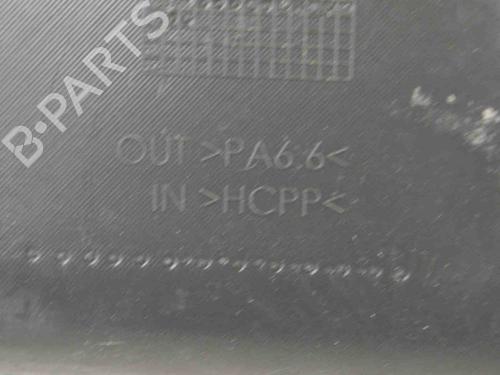 B-PARTS
OUT >PA6.6<
IN >HCPP<